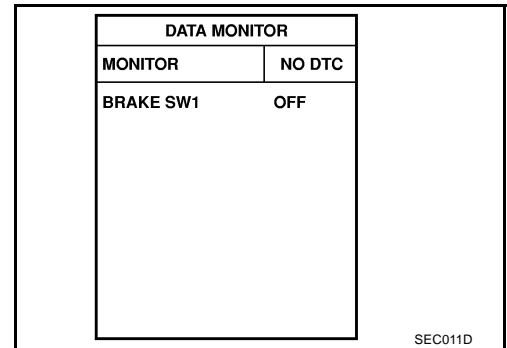 DATA MONITOR
MONITOR NO DTC
BRAKE SW1 OFF
SEC011D